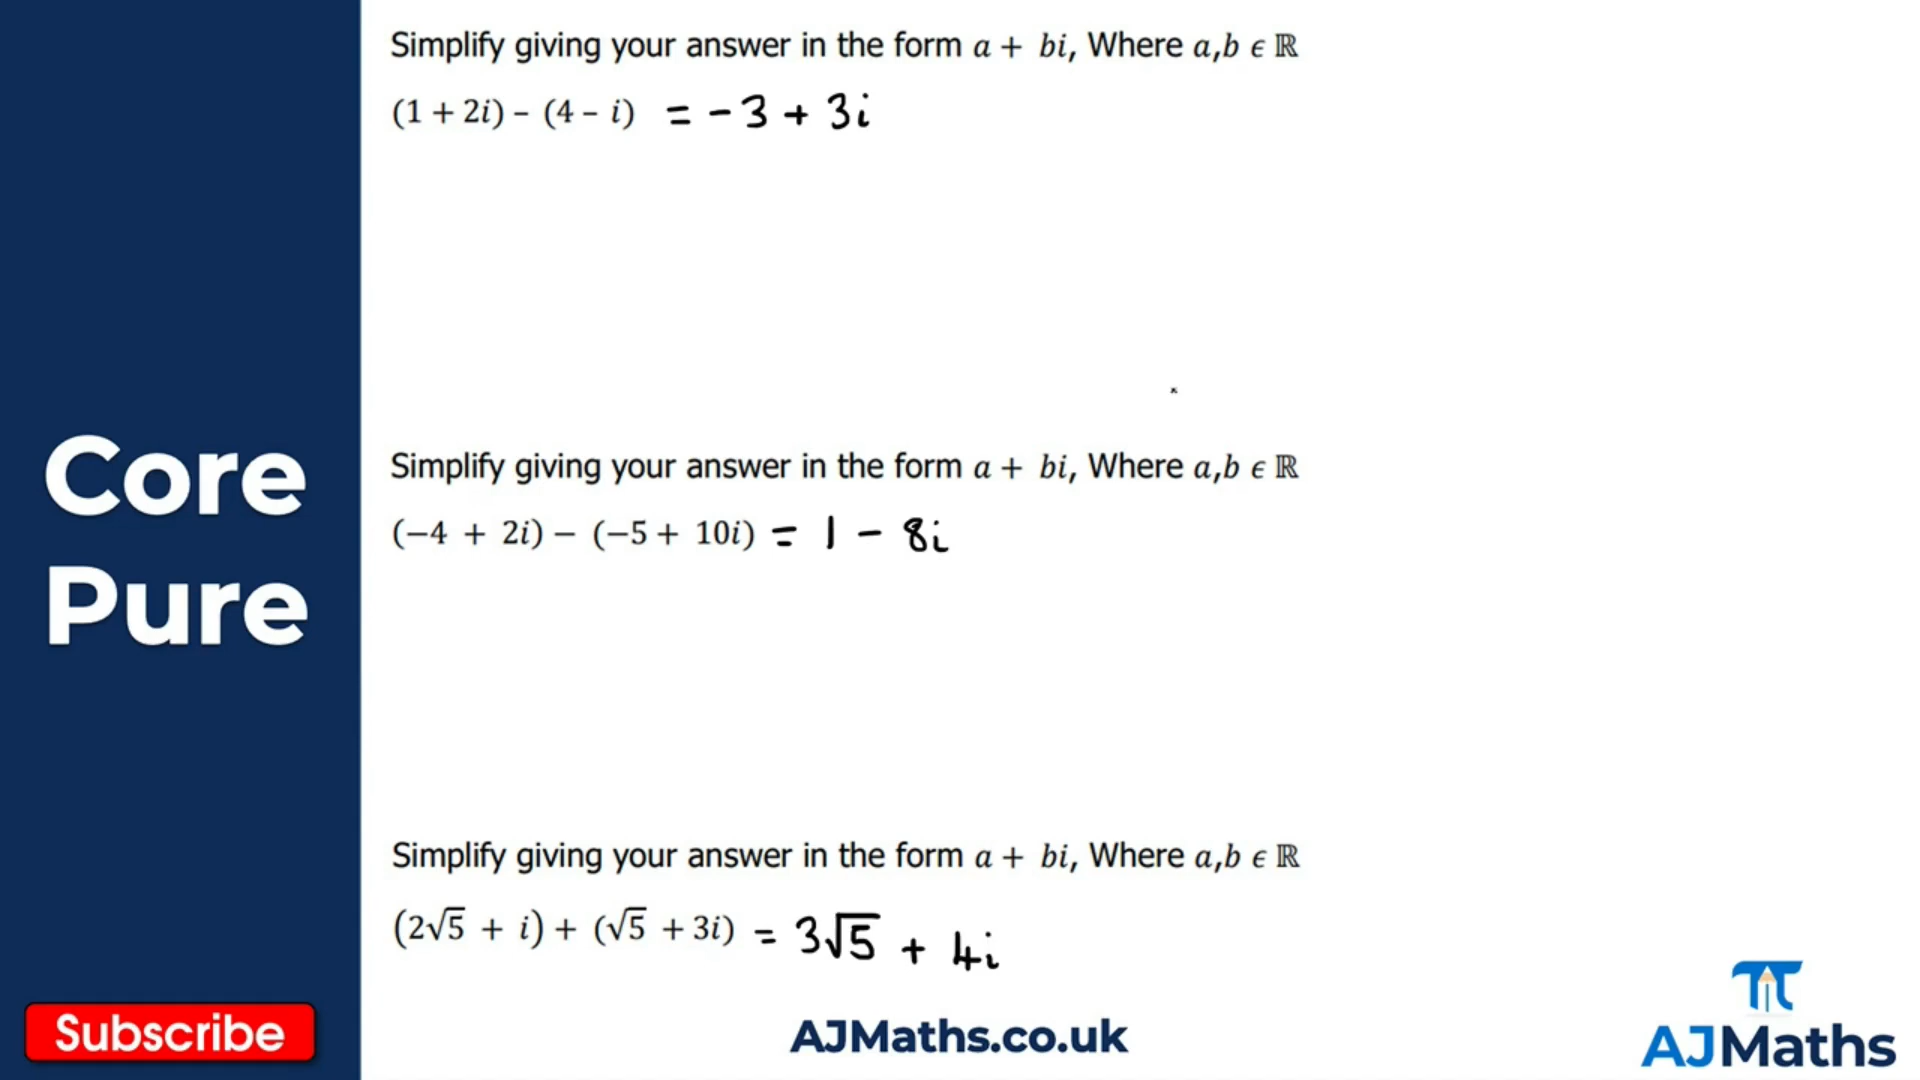 Simplify giving your answer in the form a + bi, Where a,b ϵ ℝ
(1 + 2i) – (4 – i) = -3 + 3i
Core
Pure
Simplify giving your answer in the form a + bi, Where a,b ϵ ℝ
(−4 + 2i) − (−5 + 10i) = 1 - 8i
Simplify giving your answer in the form a + bi, Where a,b ϵ ℝ
(2√5 + i) + (√5 + 3i) = 3√5 + 4i
Subscribe
AJMaths.co.uk
AJMaths